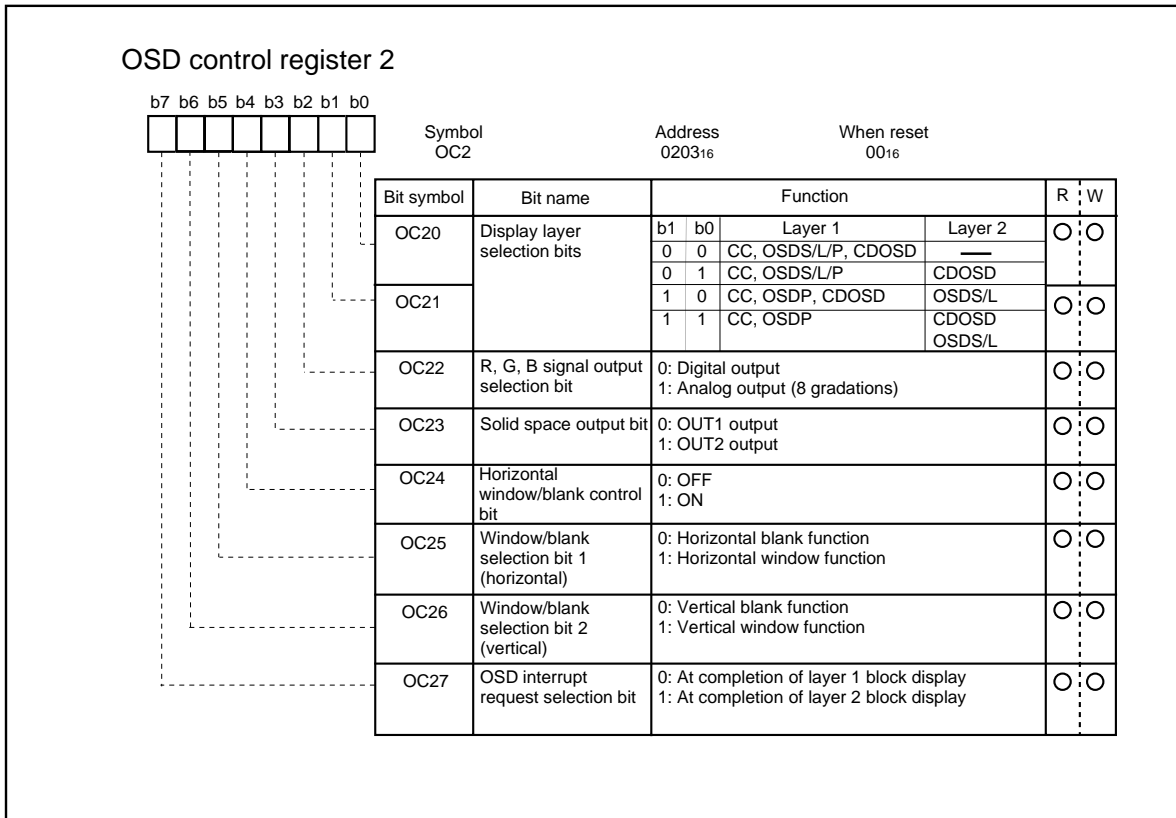 OSD control register 2
b7 b6 b5 b4 b3 b2 b1 b0
Symbol Address When reset
OC2 0203₁₆ 00₁₆
Bit symbol Bit name Function R W
OC20 Display layer selection bits
b1 b0 Layer 1 Layer 2
0 0 CC, OSDS/L/P, CDOSD —
0 1 CC, OSDS/L/P CDOSD
OC21
1 0 CC, OSDP, CDOSD OSDS/L
1 1 CC, OSDP CDOSD
OSDS/L
OC22 R, G, B signal output
selection bit
0: Digital output
1: Analog output (8 gradations)
OC23 Solid space output bit
0: OUT1 output
1: OUT2 output
OC24 Horizontal
window/blank control
bit
0: OFF
1: ON
OC25 Window/blank
selection bit 1
(horizontal)
0: Horizontal blank function
1: Horizontal window function
OC26 Window/blank
selection bit 2
(vertical)
0: Vertical blank function
1: Vertical window function
OC27 OSD interrupt
request selection bit
0: At completion of layer 1 block display
1: At completion of layer 2 block display